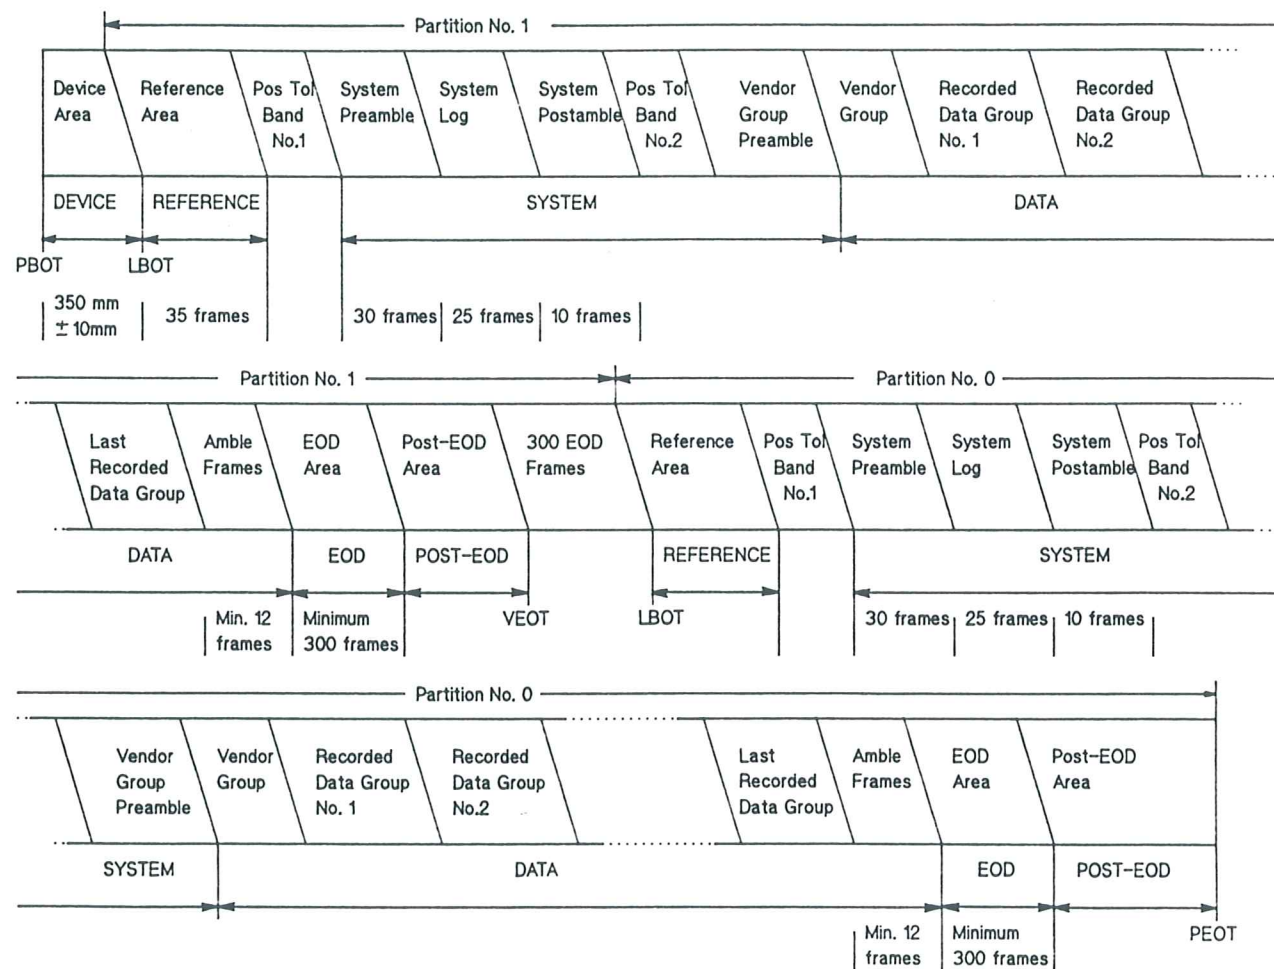 Partition No. 1
Device Area
Reference Area
Pos Tol Band No.1
System Preamble
System Log
System Postamble
Pos Tol Band No.2
Vendor Group Preamble
Vendor Group
Recorded Data Group No. 1
Recorded Data Group No.2
DEVICE
REFERENCE
SYSTEM
DATA
PBOT
LBOT
350 mm ±10mm
35 frames
30 frames
25 frames
10 frames
Partition No. 1
Partition No. 0
Last Recorded Data Group
Amble Frames
EOD Area
Post-EOD Area
300 EOD Frames
Reference Area
Pos Tol Band No.1
System Preamble
System Log
System Postamble
Pos Tol Band No.2
DATA
EOD
POST-EOD
REFERENCE
SYSTEM
Min. 12 frames
Minimum 300 frames
VEOT
LBOT
30 frames
25 frames
10 frames
Partition No. 0
Vendor Group Preamble
Vendor Group
Recorded Data Group No. 1
Recorded Data Group No.2
Last Recorded Data Group
Amble Frames
EOD Area
Post-EOD Area
SYSTEM
DATA
EOD
POST-EOD
Min. 12 frames
Minimum 300 frames
PEOT